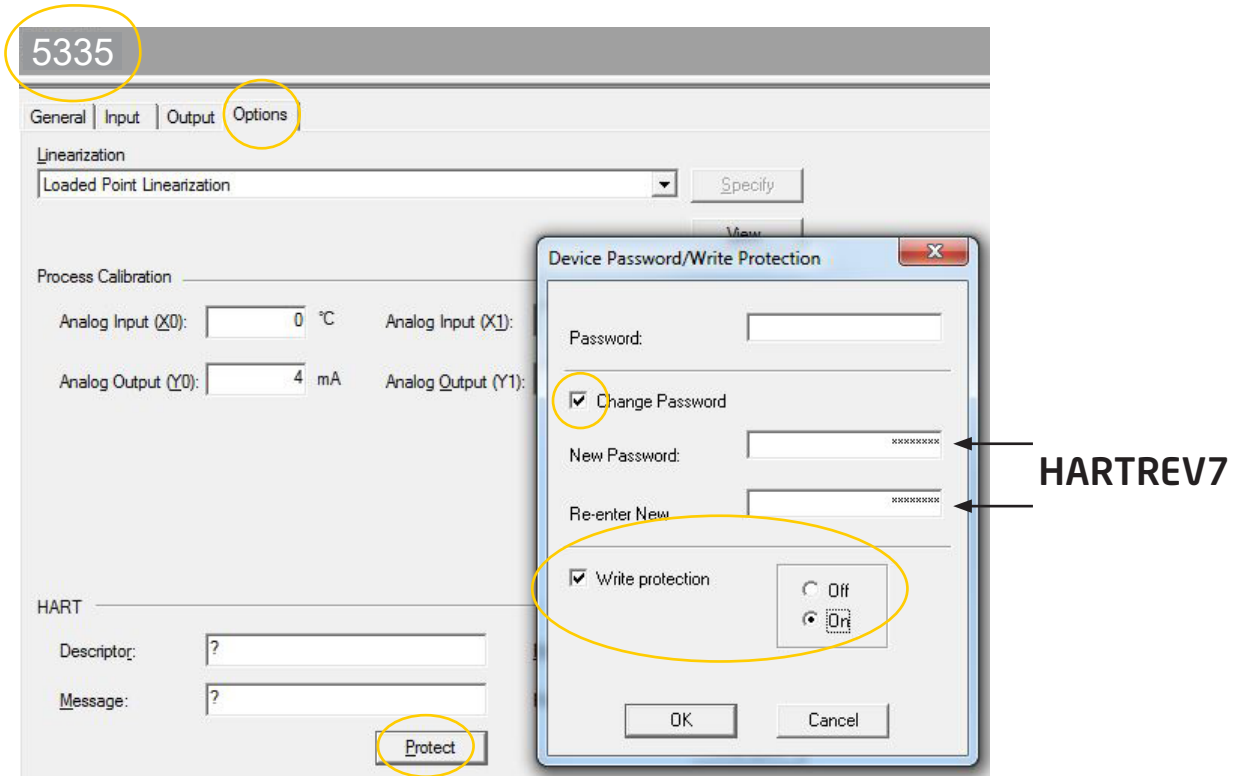 5335
General Input Output Options
Linearization
Loaded Point Linearization
Specify
View
Device Password/Write Protection
Process Calibration
Analog Input (X0): 0 °C Analog Input (X1):
Password:
Analog Output (Y0): 4 mA Analog Output (Y1):
Change Password
New Password: ********
HARTREV7
Re-enter New ********
Write protection
Off
On
HART
Descriptor: ?
Message: ?
OK Cancel
Protect